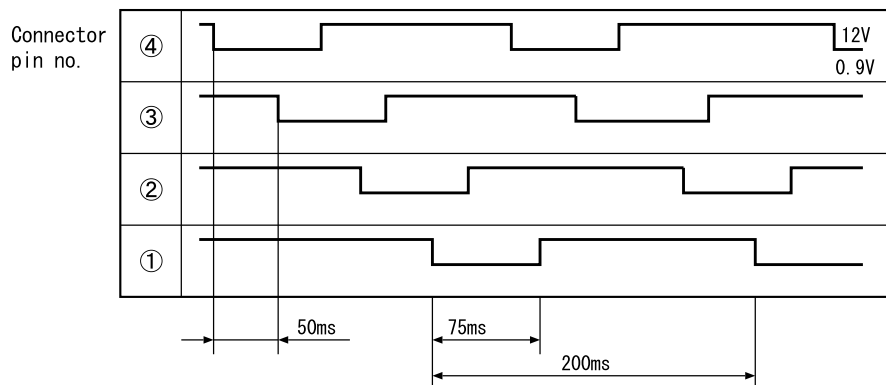 Connector
pin no.
④
12V
0.9V
③
②
①
50ms
75ms
200ms